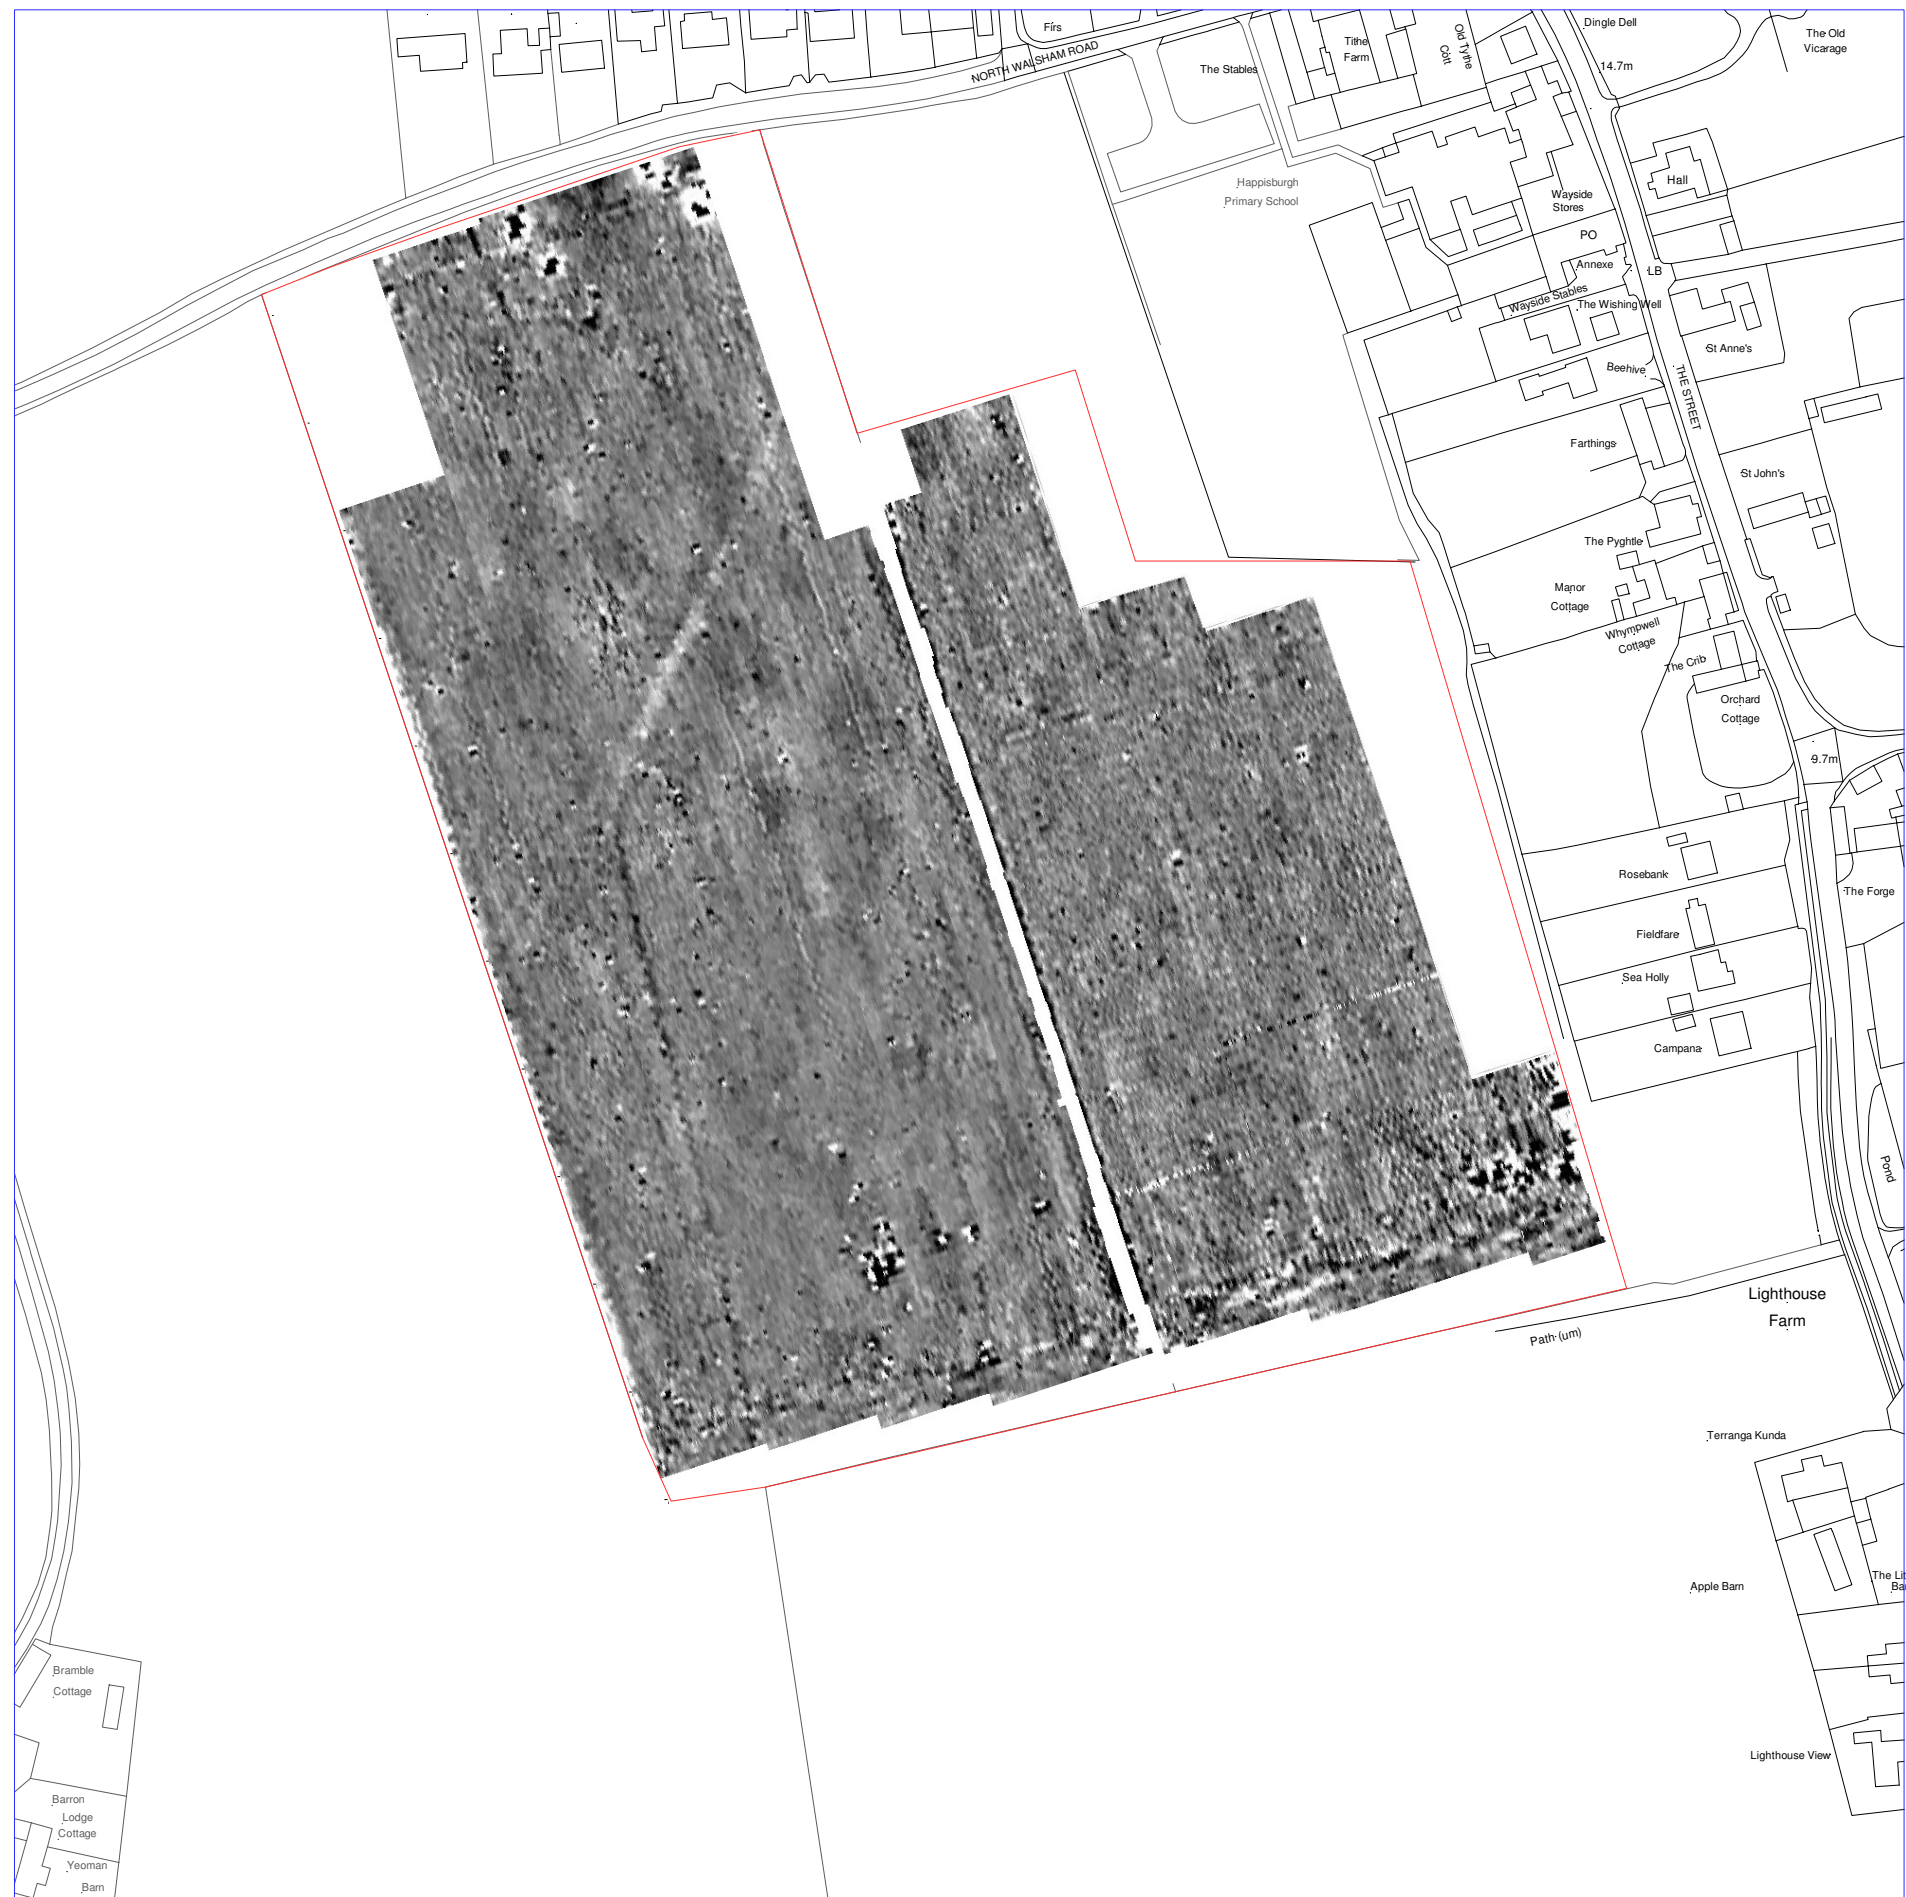 Firs
NORTH WALSHAM ROAD
The Stables
Tithe
Farm
Old Tythe
Cott
Dingle Dell
14.7m
The Old
Vicarage
Happisburgh
Primary School
Hall
Wayside
Stores
PO
Annexe
LB
Wayside Stables
The Wishing Well
St Anne's
Beehive
THE STREET
Farthings
St John's
The Pyghtle
Manor
Cottage
Whympwell
Cottage
The Crib
Orchard
Cottage
9.7m
Rosebank
The Forge
Fieldfare
Sea Holly
Campana
Pond
Lighthouse
Farm
Path (um)
Terranga Kunda
Apple Barn
The Lit
Ba
Lighthouse View
Bramble
Cottage
Barron
Lodge
Cottage
Yeoman
Barn